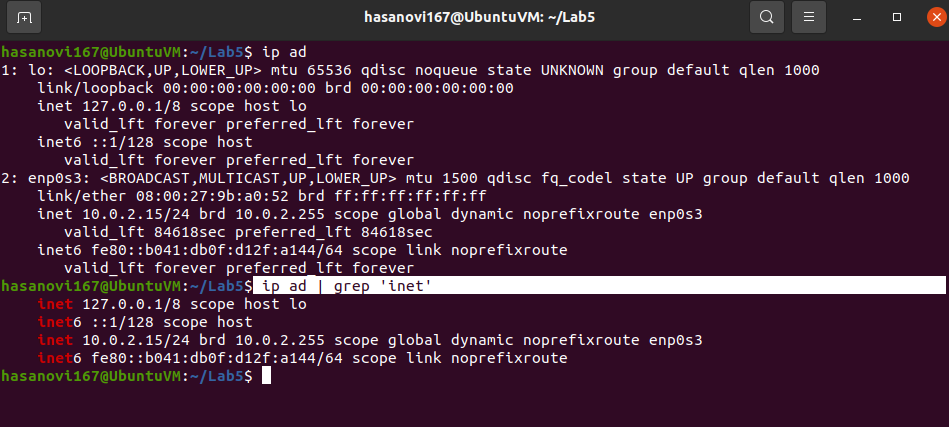 hasanovi167@UbuntuVM: ~/Lab5
hasanovi167@UbuntuVM:~/Lab5$ ip ad
1: lo: <LOOPBACK,UP,LOWER_UP> mtu 65536 qdisc noqueue state UNKNOWN group default qlen 1000
    link/loopback 00:00:00:00:00:00 brd 00:00:00:00:00:00
    inet 127.0.0.1/8 scope host lo
       valid_lft forever preferred_lft forever
    inet6 ::1/128 scope host
       valid_lft forever preferred_lft forever
2: enp0s3: <BROADCAST,MULTICAST,UP,LOWER_UP> mtu 1500 qdisc fq_codel state UP group default qlen 1000
    link/ether 08:00:27:9b:a0:52 brd ff:ff:ff:ff:ff:ff
    inet 10.0.2.15/24 brd 10.0.2.255 scope global dynamic noprefixroute enp0s3
       valid_lft 84618sec preferred_lft 84618sec
    inet6 fe80::b041:db0f:d12f:a144/64 scope link noprefixroute
       valid_lft forever preferred_lft forever
hasanovi167@UbuntuVM:~/Lab5$ ip ad | grep 'inet'
    inet 127.0.0.1/8 scope host lo
    inet6 ::1/128 scope host
    inet 10.0.2.15/24 brd 10.0.2.255 scope global dynamic noprefixroute enp0s3
    inet6 fe80::b041:db0f:d12f:a144/64 scope link noprefixroute
hasanovi167@UbuntuVM:~/Lab5$